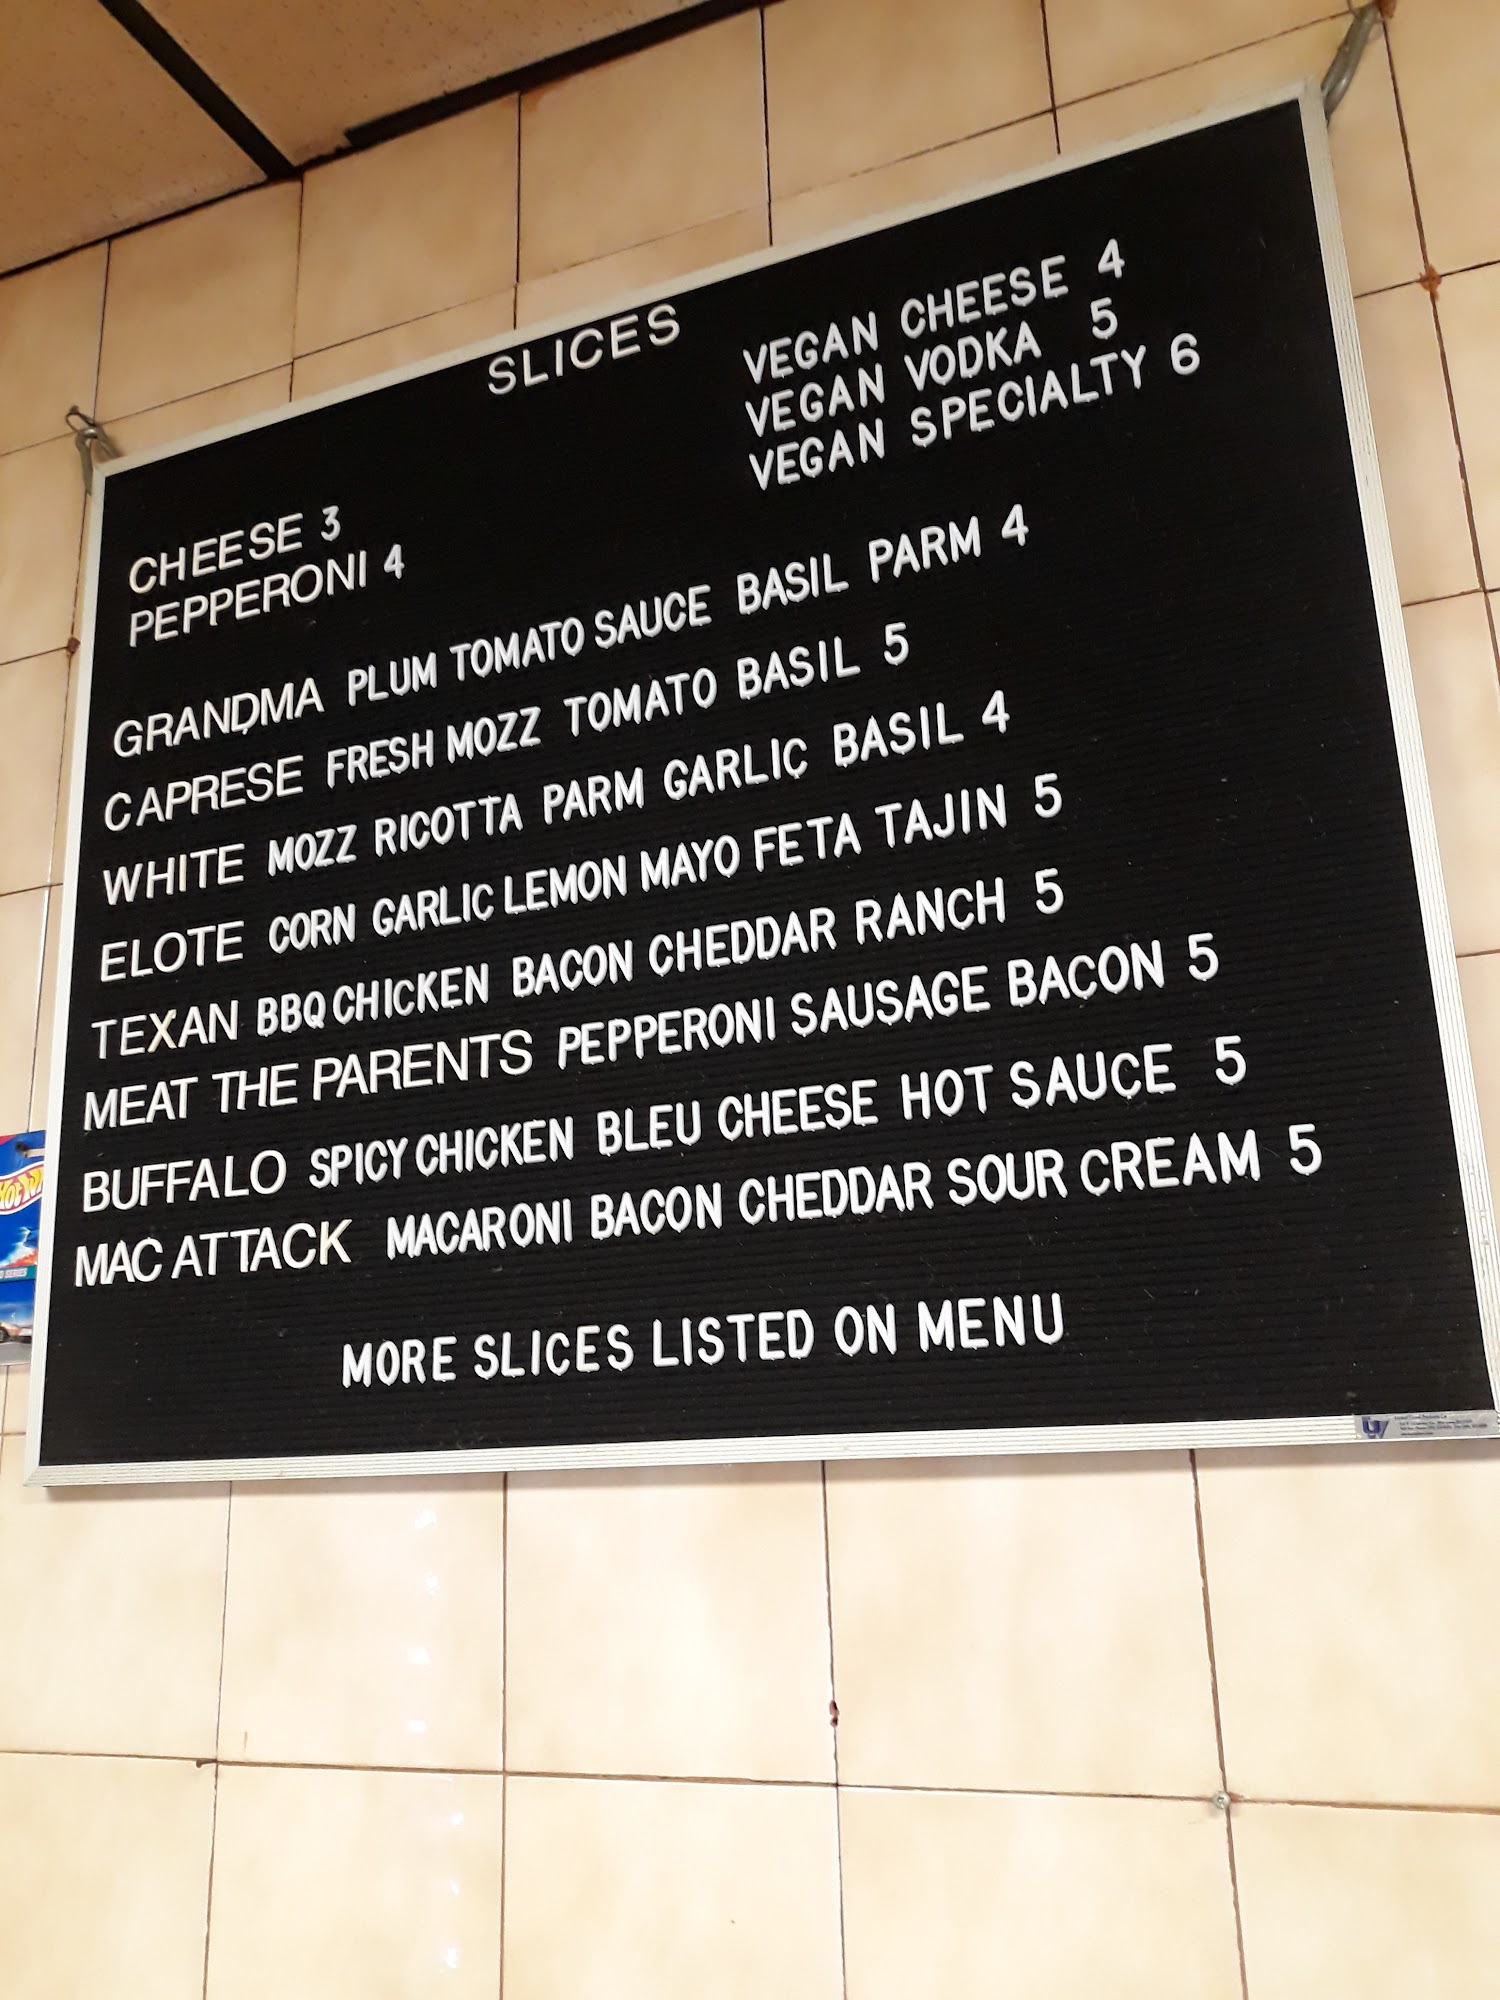 SLICES
VEGAN CHEESE 4
VEGAN VODKA 5
VEGAN SPECIALTY 6
CHEESE 3
PEPPERONI 4
GRANDMA PLUM TOMATO SAUCE BASIL PARM 4
CAPRESE FRESH MOZZ TOMATO BASIL 5
WHITE MOZZ RICOTTA PARM GARLIC BASIL 4
ELOTE CORN GARLIC LEMON MAYO FETA TAJIN 5
TEXAN BBQ CHICKEN BACON CHEDDAR RANCH 5
MEAT THE PARENTS PEPPERONI SAUSAGE BACON 5
BUFFALO SPICY CHICKEN BLEU CHEESE HOT SAUCE 5
MAC ATTACK MACARONI BACON CHEDDAR SOUR CREAM 5
MORE SLICES LISTED ON MENU